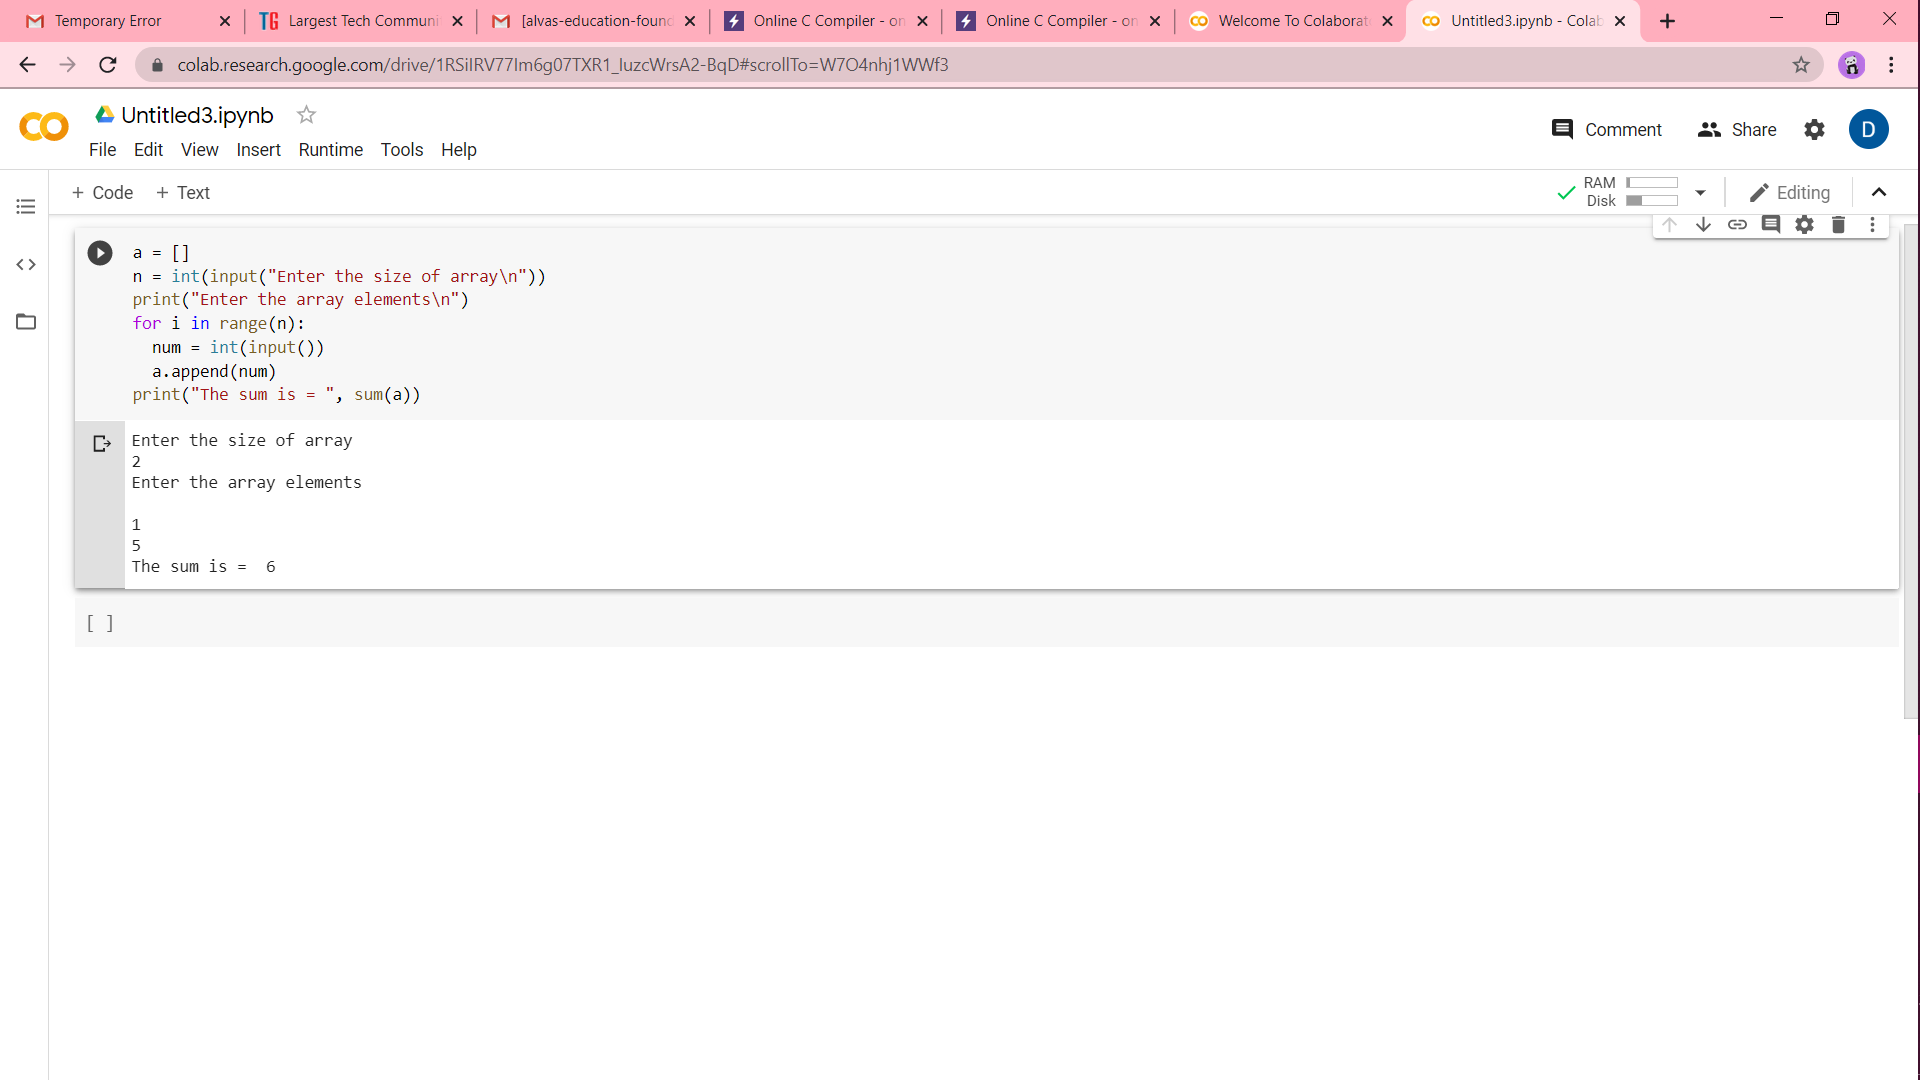 Temporary Error
TG Largest Tech Communi
[alvas-education-found
Online C Compiler - on
Online C Compiler - on
Welcome To Colaborat
Untitled3.ipynb - Colab
colab.research.google.com/drive/1RSiIRV77Im6g07TXR1_IuzcWrsA2-BqD#scrollTo=W7O4nhj1WWf3
Untitled3.ipynb
Comment Share D
File Edit View Insert Runtime Tools Help
+ Code + Text
RAM
Disk
Editing
a = []
n = int(input("Enter the size of array\n"))
print("Enter the array elements\n")
for i in range(n):
  num = int(input())
  a.append(num)
print("The sum is = ", sum(a))
Enter the size of array
2
Enter the array elements
1
5
The sum is =  6
[ ]